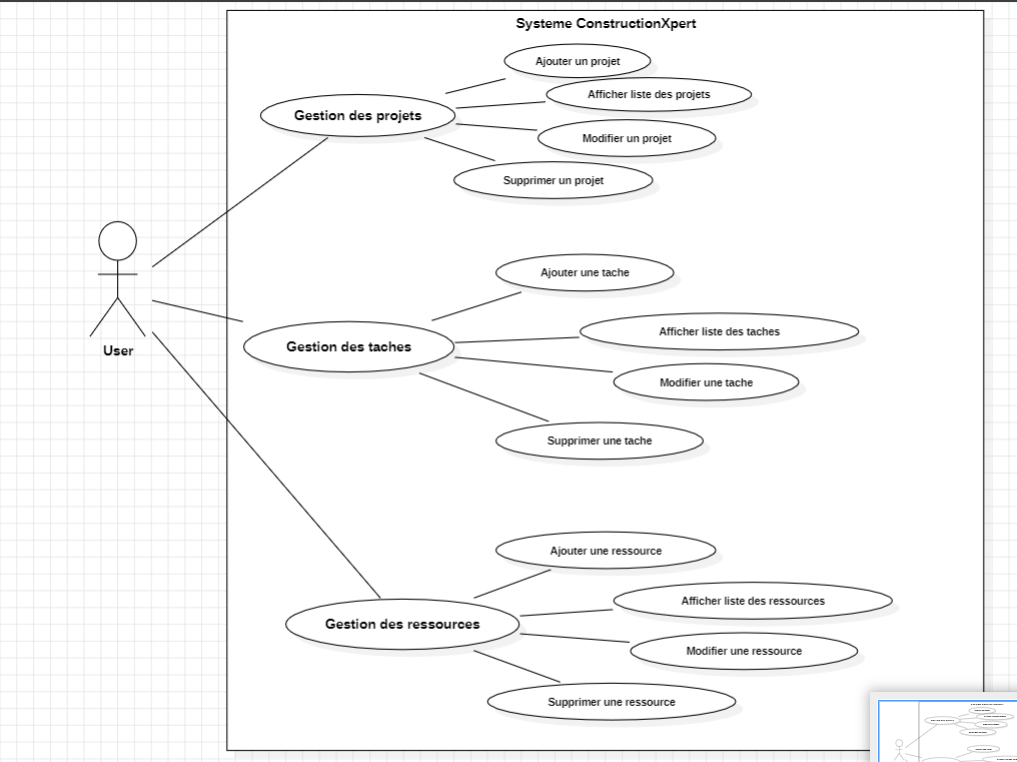 Systeme ConstructionXpert
Ajouter un projet
Afficher liste des projets
Gestion des projets
Modifier un projet
Supprimer un projet
Ajouter une tache
Afficher liste des taches
Gestion des taches
User
Modifier une tache
Supprimer une tache
Ajouter une ressource
Afficher liste des ressources
Gestion des ressources
Modifier une ressource
Supprimer une ressource